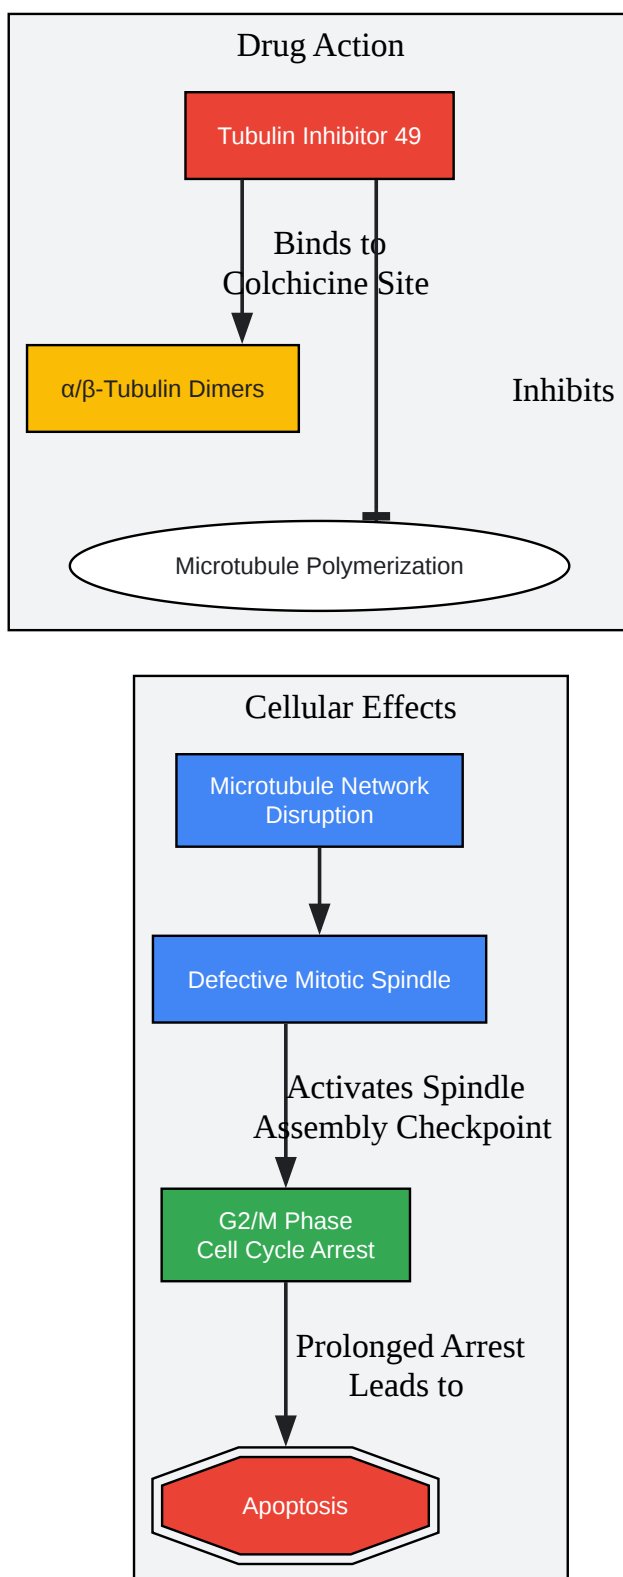 Drug Action
Tubulin Inhibitor 49
Binds to
Colchicine Site
α/β-Tubulin Dimers
Inhibits
Microtubule Polymerization
Cellular Effects
Microtubule Network
Disruption
Defective Mitotic Spindle
Activates Spindle
Assembly Checkpoint
G2/M Phase
Cell Cycle Arrest
Prolonged Arrest
Leads to
Apoptosis